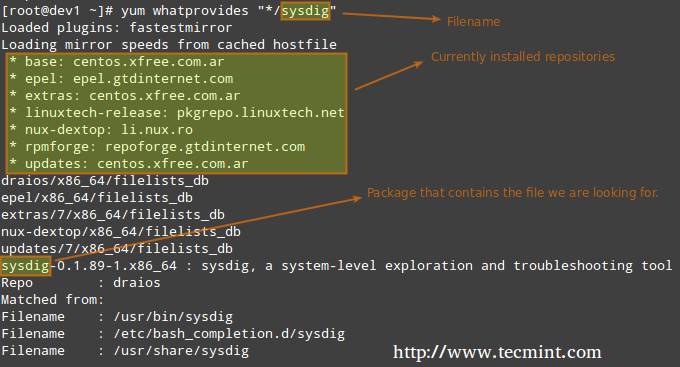 [root@dev1 ~]# yum whatprovides "*/sysdig"
Filename
Loaded plugins: fastestmirror
Loading mirror speeds from cached hostfile
Currently installed repositories
* base: centos.xfree.com.ar
* epel: epel.gtdinternet.com
* extras: centos.xfree.com.ar
* linuxtech-release: pkgrepo.linuxtech.net
* nux-dextop: li.nux.ro
* rpmforge: repoforge.gtdinternet.com
* updates: centos.xfree.com.ar
draios/x86_64/filelists_db
Package that contains the file we are looking for.
epel/x86_64/filelists_db
extras/7/x86_64/filelists_db
nux-dextop/x86_64/filelists_db
updates/7/x86_64/filelists_db
sysdig-0.1.89-1.x86_64 : sysdig, a system-level exploration and troubleshooting tool
Repo        : draios
Matched from:
Filename    : /usr/bin/sysdig
Filename    : /etc/bash_completion.d/sysdig
Filename    : /usr/share/sysdig
http://www.tecmint.com